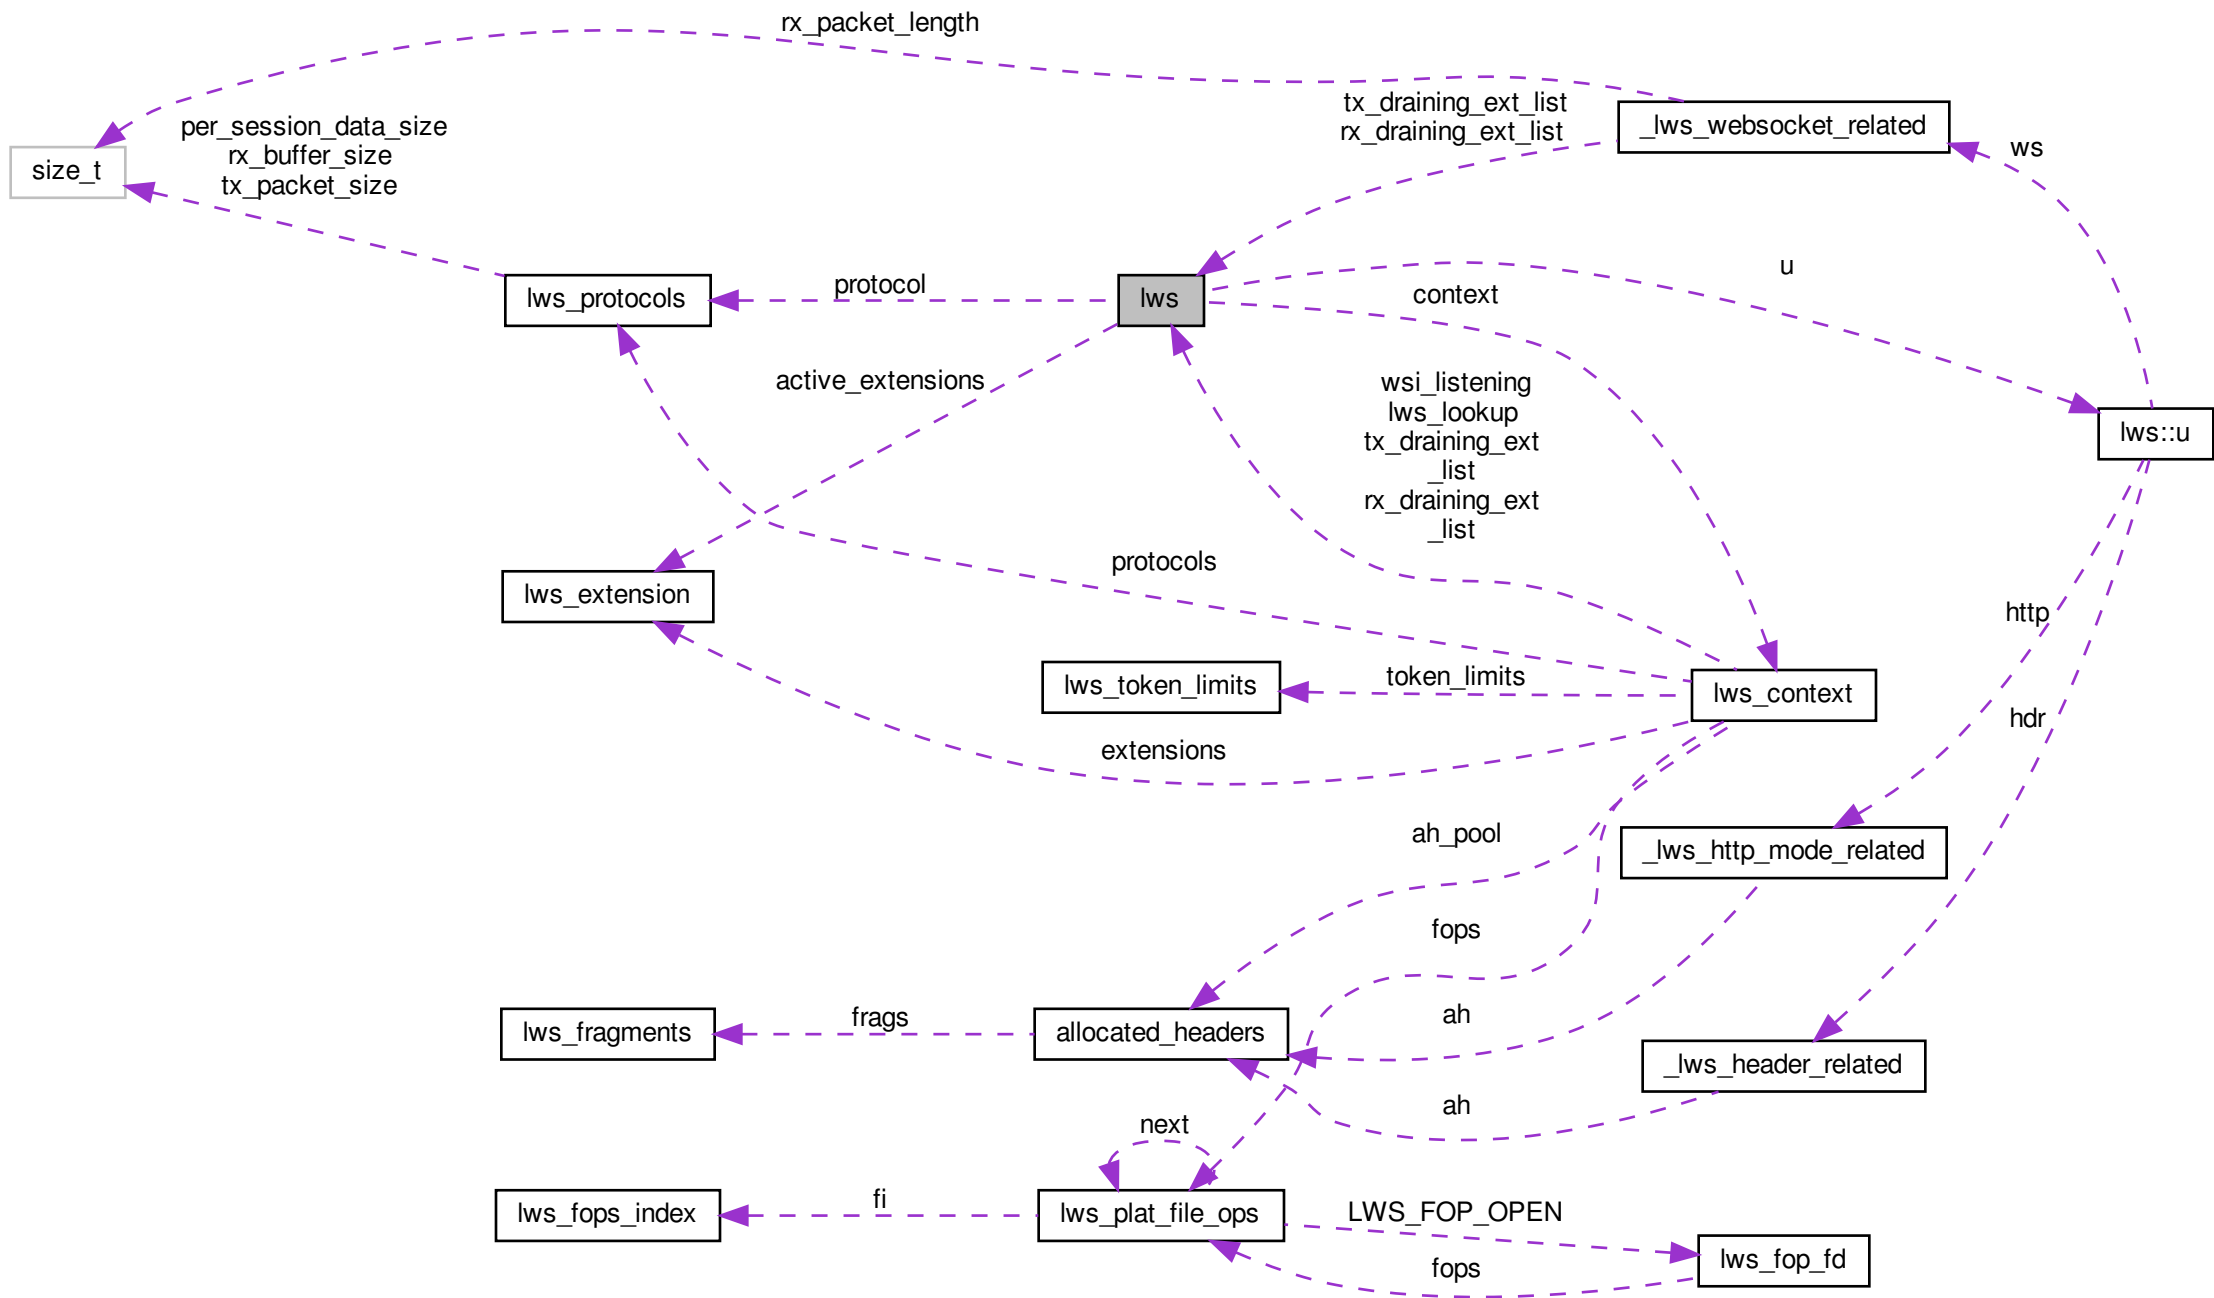 rx_packet_length
tx_draining_ext_list
rx_draining_ext_list
_lws_websocket_related
per_session_data_size
rx_buffer_size
tx_packet_size
size_t
ws
u
context
protocol
lws_protocols
lws
active_extensions
wsi_listening
lws_lookup
tx_draining_ext
_list
rx_draining_ext
_list
lws::u
protocols
lws_extension
http
token_limits
lws_token_limits
lws_context
hdr
extensions
ah_pool
_lws_http_mode_related
fops
frags
ah
lws_fragments
allocated_headers
_lws_header_related
ah
next
fi
LWS_FOP_OPEN
lws_fops_index
lws_plat_file_ops
fops
lws_fop_fd